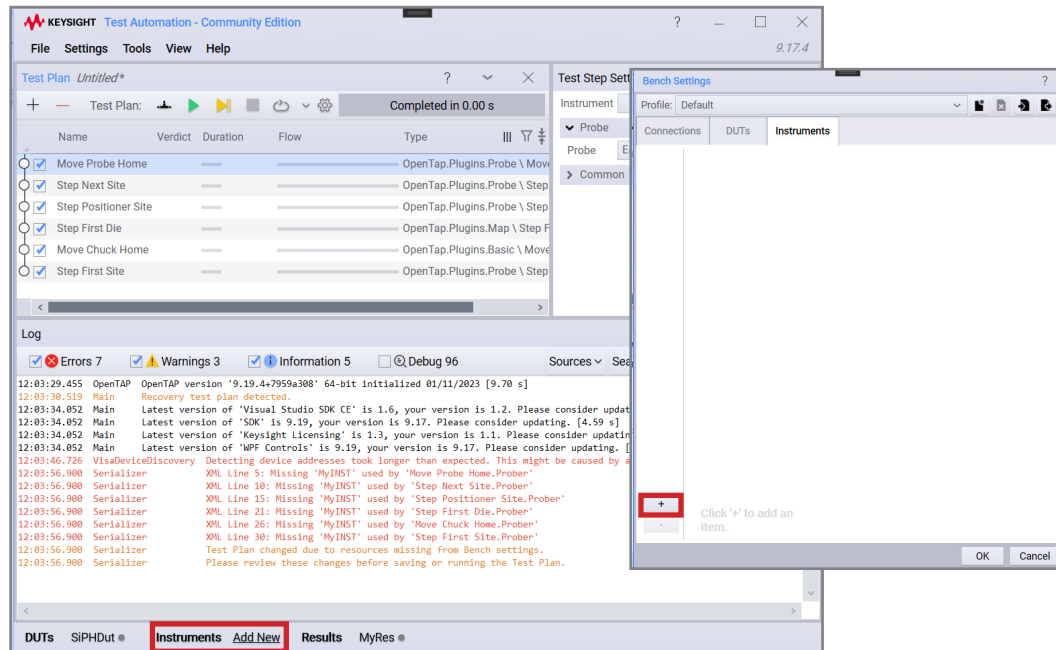 KEYSIGHT Test Automation - Community Edition
?
File Settings Tools View Help
9.17.4
Test Plan Untitled*
?
Test Plan:
Completed in 0.00 s
Name Verdict Duration Flow Type
Move Probe Home OpenTap.Plugins.Probe \ Move
Step Next Site OpenTap.Plugins.Probe \ Step
Step Positioner Site OpenTap.Plugins.Probe \ Step
Step First Die OpenTap.Plugins.Map \ Step F
Move Chuck Home OpenTap.Plugins.Basic \ Move
Step First Site OpenTap.Plugins.Probe \ Step
Test Step Sett
Instrument
Probe
Probe E
Common
Log
Errors 7 Warnings 3 Information 5 Debug 96 Sources Sea
12:03:29.455 OpenTAP OpenTAP version '9.19.4+7959a308' 64-bit initialized 01/11/2023 [9.70 s]
12:03:30.519 Main Recovery test plan detected.
12:03:34.052 Main Latest version of 'Visual Studio SDK CE' is 1.6, your version is 1.2. Please consider updat
12:03:34.052 Main Latest version of 'SDK' is 9.19, your version is 9.17. Please consider updating. [4.59 s]
12:03:34.052 Main Latest version of 'Keysight Licensing' is 1.3, your version is 1.1. Please consider updatin
12:03:34.052 Main Latest version of 'WPF Controls' is 9.19, your version is 9.17. Please consider updating. [
12:03:46.726 VisaDeviceDiscovery Detecting device addresses took longer than expected. This might be caused by a
12:03:56.900 Serializer XML Line 5: Missing 'MyINST' used by 'Move Probe Home.Prober'
12:03:56.900 Serializer XML Line 10: Missing 'MyINST' used by 'Step Next Site.Prober'
12:03:56.900 Serializer XML Line 15: Missing 'MyINST' used by 'Step Positioner Site.Prober'
12:03:56.900 Serializer XML Line 21: Missing 'MyINST' used by 'Step First Die.Prober'
12:03:56.900 Serializer XML Line 26: Missing 'MyINST' used by 'Move Chuck Home.Prober'
12:03:56.900 Serializer XML Line 30: Missing 'MyINST' used by 'Step First Site.Prober'
12:03:56.900 Serializer Test Plan changed due to resources missing from Bench settings.
12:03:56.900 Serializer Please review these changes before saving or running the Test Plan.
DUTs SiPHDut Instruments Add New Results MyRes
Bench Settings
?
Profile: Default
Connections DUTs Instruments
+
-
Click '+' to add an
item.
OK Cancel